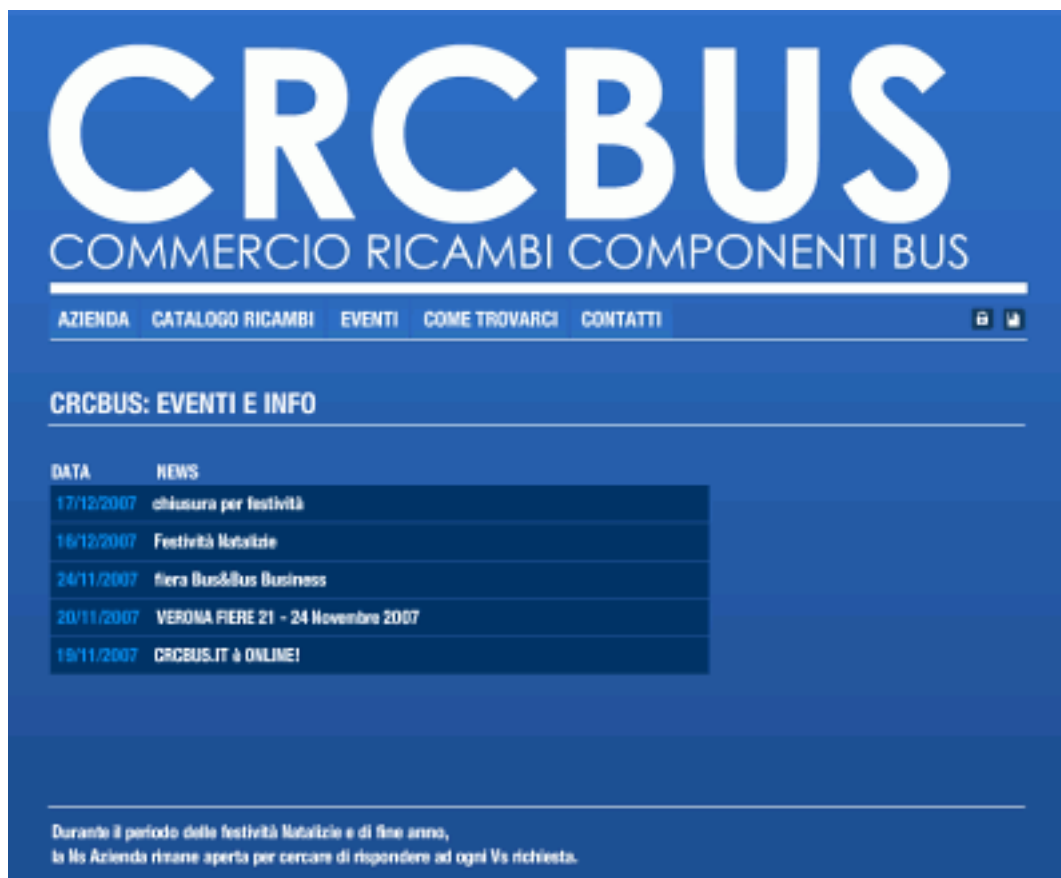 CRCBUS
COMMERCIO RICAMBI COMPONENTI BUS
AZIENDA CATALOGO RICAMBI EVENTI COME TROVARCI CONTATTI
CRCBUS: EVENTI E INFO
DATA NEWS
17/12/2007 chiusura per festività
16/12/2007 Festività Natalizie
24/11/2007 fiera Bus&Bus Business
20/11/2007 VERONA FIERE 21 - 24 Novembre 2007
19/11/2007 CRCBUS.IT è ONLINE!
Durante il periodo delle festività Natalizie e di fine anno,
la Ns Azienda rimane aperta per cercare di rispondere ad ogni Vs richiesta.